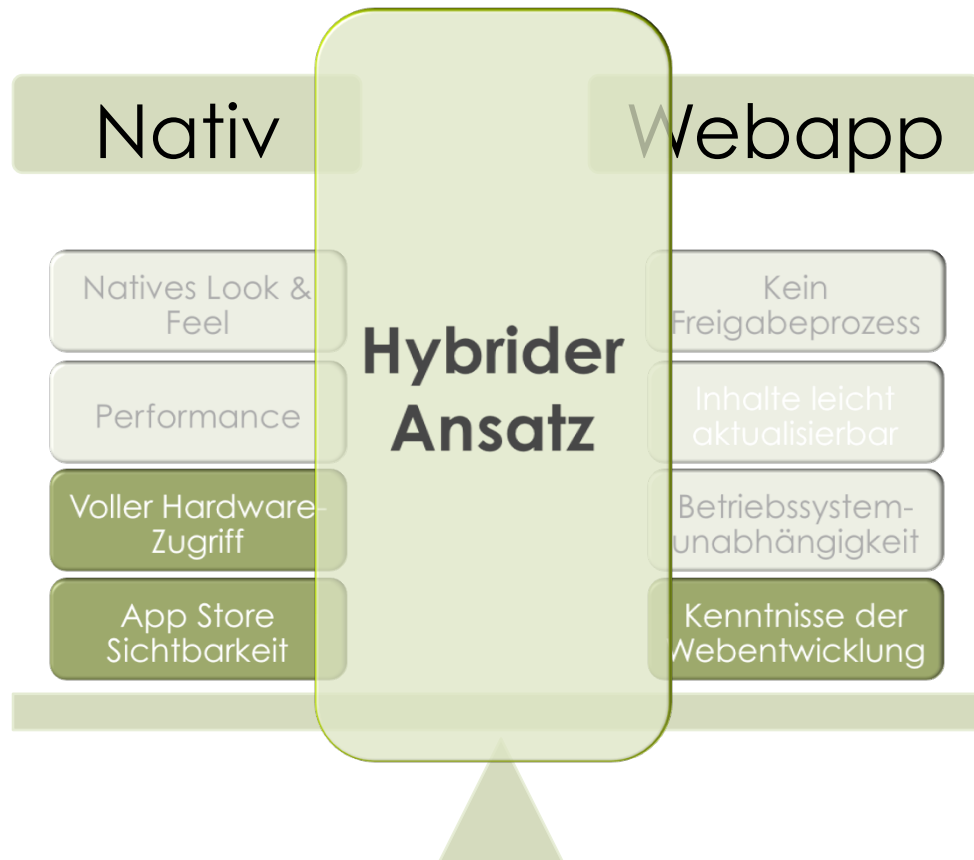 Nativ
Webapp
Natives Look &
Feel
Performance
Voller Hardware-
Zugriff
App Store
Sichtbarkeit
Hybrider
Ansatz
Kein
Freigabeprozess
Inhalte leicht
aktualisierbar
Betriebssystem-
unabhängigkeit
Kenntnisse der
Webentwicklung